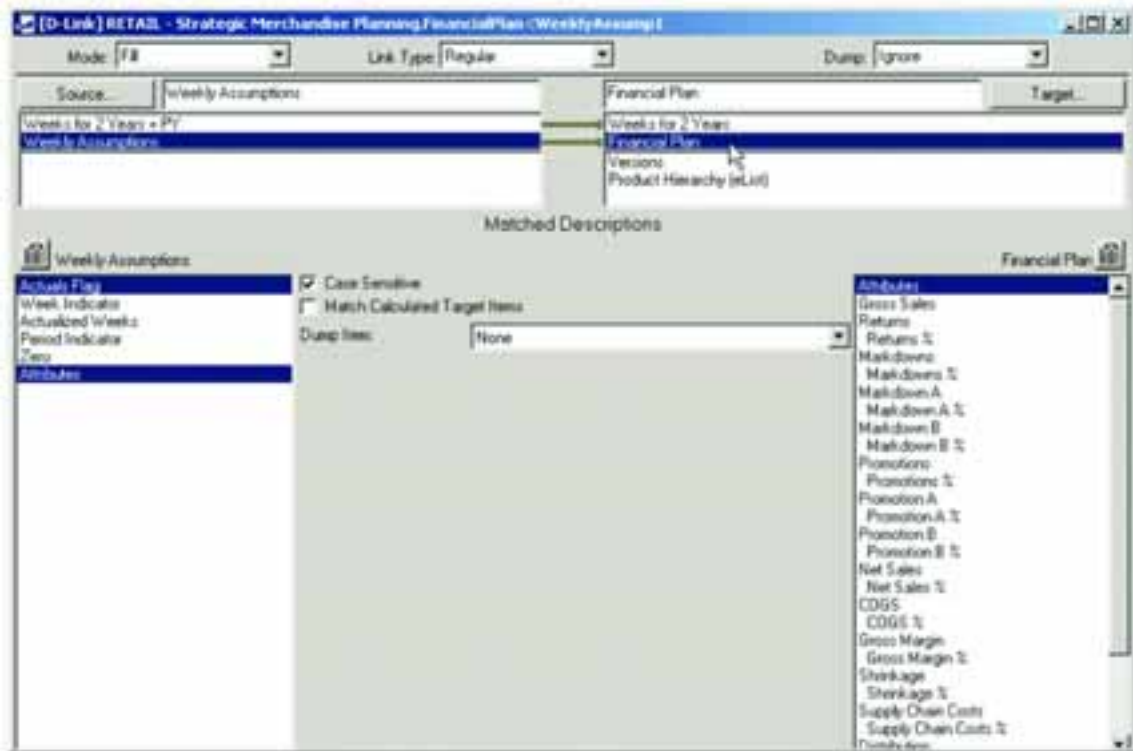 [D-Link] RETAIL - Strategic Merchandise Planning.FinancialPlan <WeeklyAssump>
Mode: Fill Link Type: Regular Dump: Ignore
Source... Weekly Assumptions Financial Plan Target...
Weeks for 2 Years + PY
Weekly Assumptions
Weeks for 2 Years
Financial Plan
Versions
Product Hierarchy (eList)
Matched Descriptions
Weekly Assumptions
Financial Plan
Actuals Flag
Week Indicator
Actualized Weeks
Period Indicator
Zero
Attributes
Case Sensitive
Match Calculated Target Items
Dump Item: None
Attributes
Gross Sales
Returns
Returns %
Markdowns
Markdowns %
Markdown A
Markdown A %
Markdown B
Markdown B %
Promotions
Promotions %
Promotion A
Promotion A %
Promotion B
Promotion B %
Net Sales
Net Sales %
COGS
COGS %
Gross Margin
Gross Margin %
Shrinkage
Shrinkage %
Supply Chain Costs
Supply Chain Costs %
Distribution